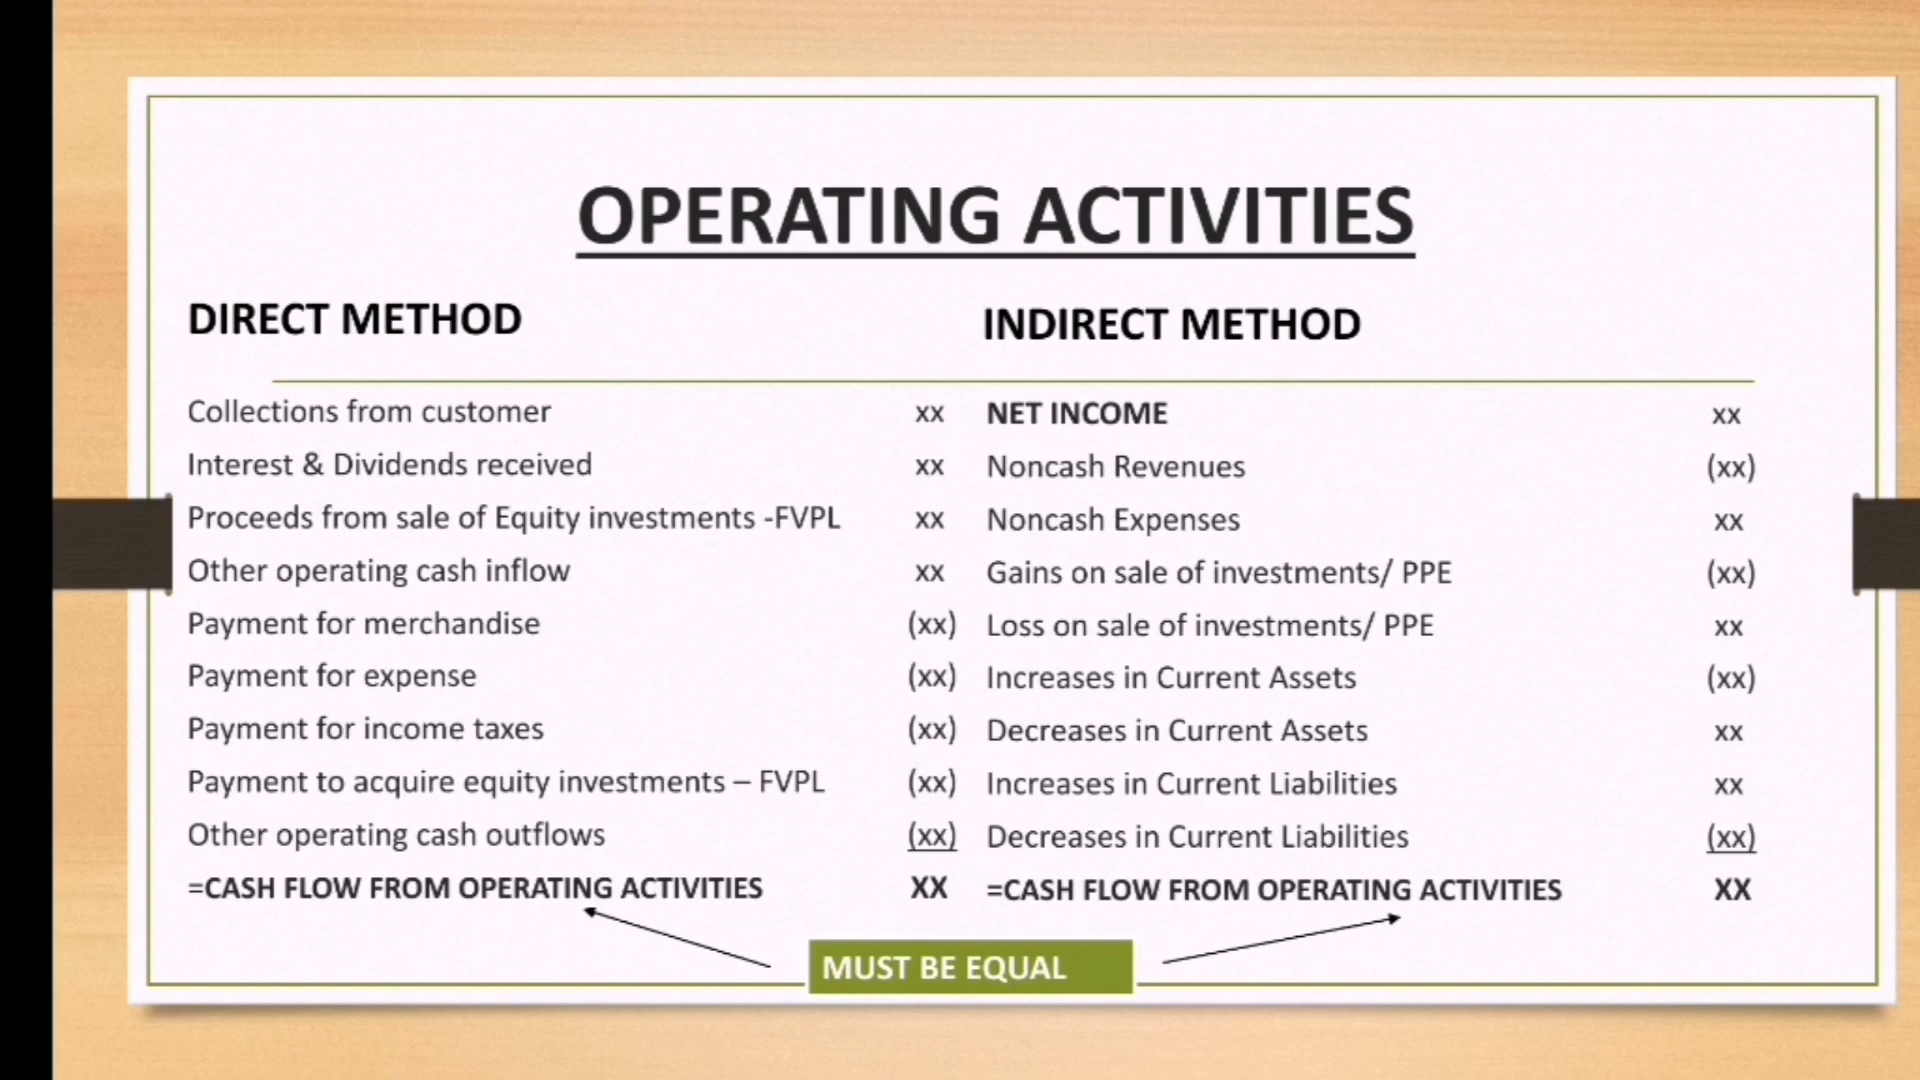 OPERATING ACTIVITIES
DIRECT METHOD
Collections from customer xx
Interest & Dividends received xx
Proceeds from sale of Equity investments -FVPL xx
Other operating cash inflow xx
Payment for merchandise (xx)
Payment for expense (xx)
Payment for income taxes (xx)
Payment to acquire equity investments – FVPL (xx)
Other operating cash outflows (xx)
=CASH FLOW FROM OPERATING ACTIVITIES XX
INDIRECT METHOD
NET INCOME xx
Noncash Revenues (xx)
Noncash Expenses xx
Gains on sale of investments/ PPE (xx)
Loss on sale of investments/ PPE xx
Increases in Current Assets (xx)
Decreases in Current Assets xx
Increases in Current Liabilities xx
Decreases in Current Liabilities (xx)
=CASH FLOW FROM OPERATING ACTIVITIES XX
MUST BE EQUAL